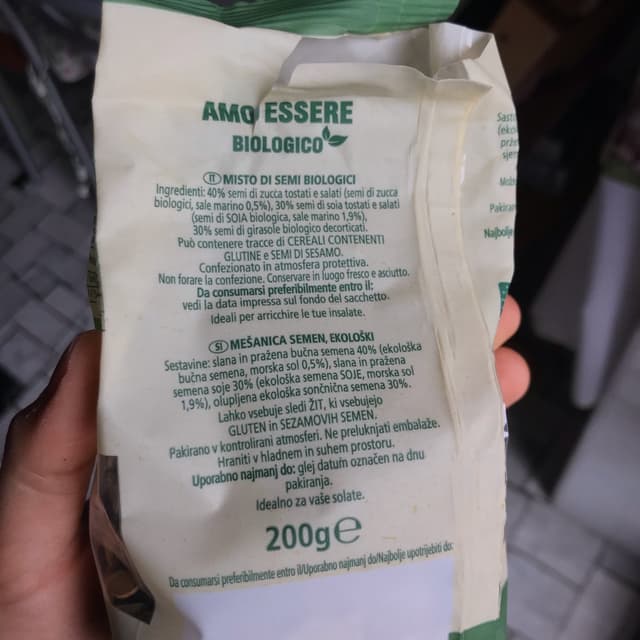 AMO ESSERE
BIOLOGICO
IT MISTO DI SEMI BIOLOGICI
Ingredienti: 40% semi di zucca tostati e salati (semi di zucca
biologici, sale marino 0,5%), 30% semi di soia tostati e salati
(semi di SOIA biologica, sale marino 1,9%),
30% semi di girasole biologico decorticati.
Può contenere tracce di CEREALI CONTENENTI
GLUTINE e SEMI DI SESAMO.
Confezionato in atmosfera protettiva.
Non forare la confezione. Conservare in luogo fresco e asciutto.
Da consumarsi preferibilmente entro il:
vedi la data impressa sul fondo del sacchetto.
Ideali per arricchire le tue insalate.
SI MEŠANICA SEMEN, EKOLOŠKI
Sestavine: slana in pražena bučna semena 40% (ekološka
bučna semena, morska sol 0,5%), slana in pražena
semena soje 30% (ekološka semena SOJE, morska sol
1,9%), olupljena ekološka sončnična semena 30%.
Lahko vsebuje sledi ŽIT, ki vsebujejo
GLUTEN in SEZAMOVIH SEMEN.
Pakirano v kontrolirani atmosferi. Ne preluknjati embalaže.
Hraniti v hladnem in suhem prostoru.
Uporabno najmanj do: glej datum označen na dnu
pakiranja.
Idealno za vaše solate.
200g e
Da consumarsi preferibilmente entro il/Uporabno najmanj do/Najbolje upotrijebiti do:
Pakiran
Najbolje